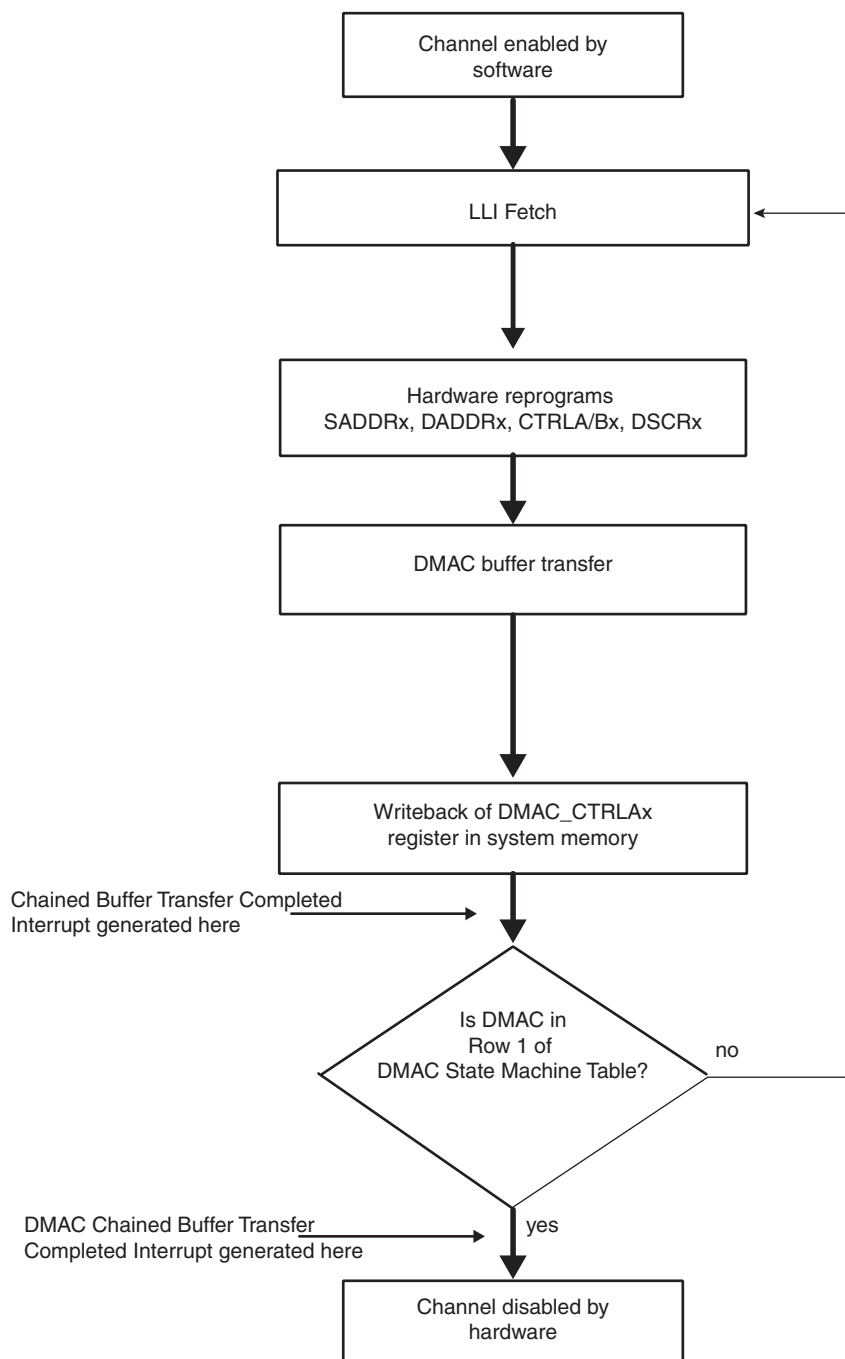 Channel enabled by
software
LLI Fetch
Hardware reprograms
SADDRx, DADDRx, CTRLA/Bx, DSCRx
DMAC buffer transfer
Writeback of DMAC_CTRLAx
register in system memory
Chained Buffer Transfer Completed
Interrupt generated here
Is DMAC in
Row 1 of
DMAC State Machine Table?
no
yes
DMAC Chained Buffer Transfer
Completed Interrupt generated here
Channel disabled by
hardware